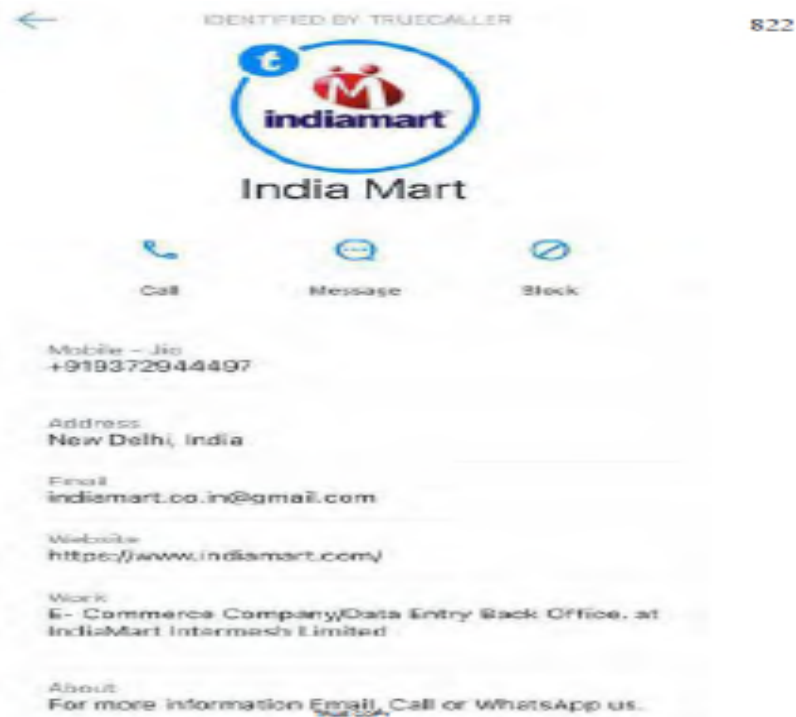 IDENTIFIED BY TRUECALLER
822
t
indiamart
India Mart
Call Message Block
Mobile - Jio
+919372944497
Address
New Delhi, India
Email
indiamart.co.in@gmail.com
Website
https://www.indiamart.com/
Work
E- Commerce Company/Data Entry Back Office. at
IndiaMart Intermesh Limited
About
For more information Email, Call or WhatsApp us.